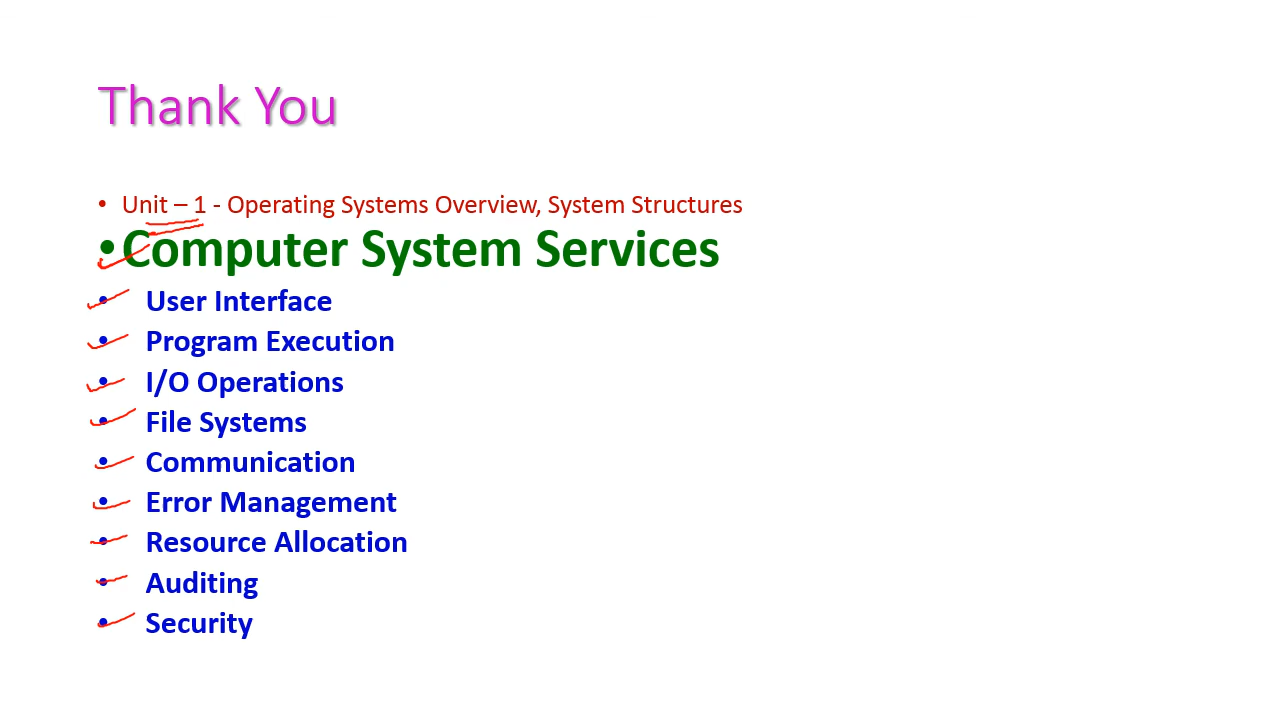 Thank You
• Unit – 1 - Operating Systems Overview, System Structures
• Computer System Services
• User Interface
• Program Execution
• I/O Operations
• File Systems
• Communication
• Error Management
• Resource Allocation
• Auditing
• Security